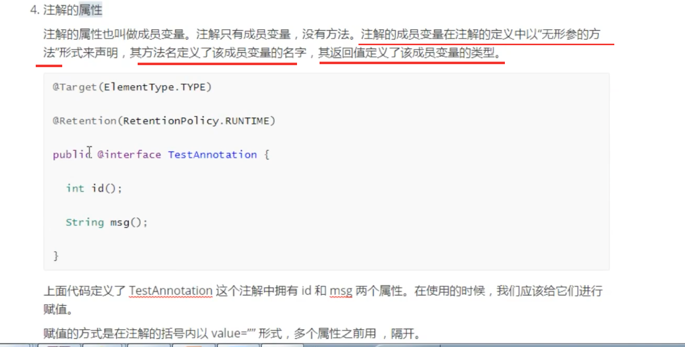 4. 注解的属性
注解的属性也叫做成员变量。注解只有成员变量，没有方法。注解的成员变量在注解的定义中以“无形参的方
法”形式来声明，其方法名定义了该成员变量的名字，其返回值定义了该成员变量的类型。
@Target(ElementType.TYPE)
@Retention(RetentionPolicy.RUNTIME)
public @interface TestAnnotation {
int id();
String msg();
}
上面代码定义了 TestAnnotation 这个注解中拥有 id 和 msg 两个属性。在使用的时候，我们应该给它们进行
赋值。
赋值的方式是在注解的括号内以 value=”” 形式，多个属性之前用 ，隔开。